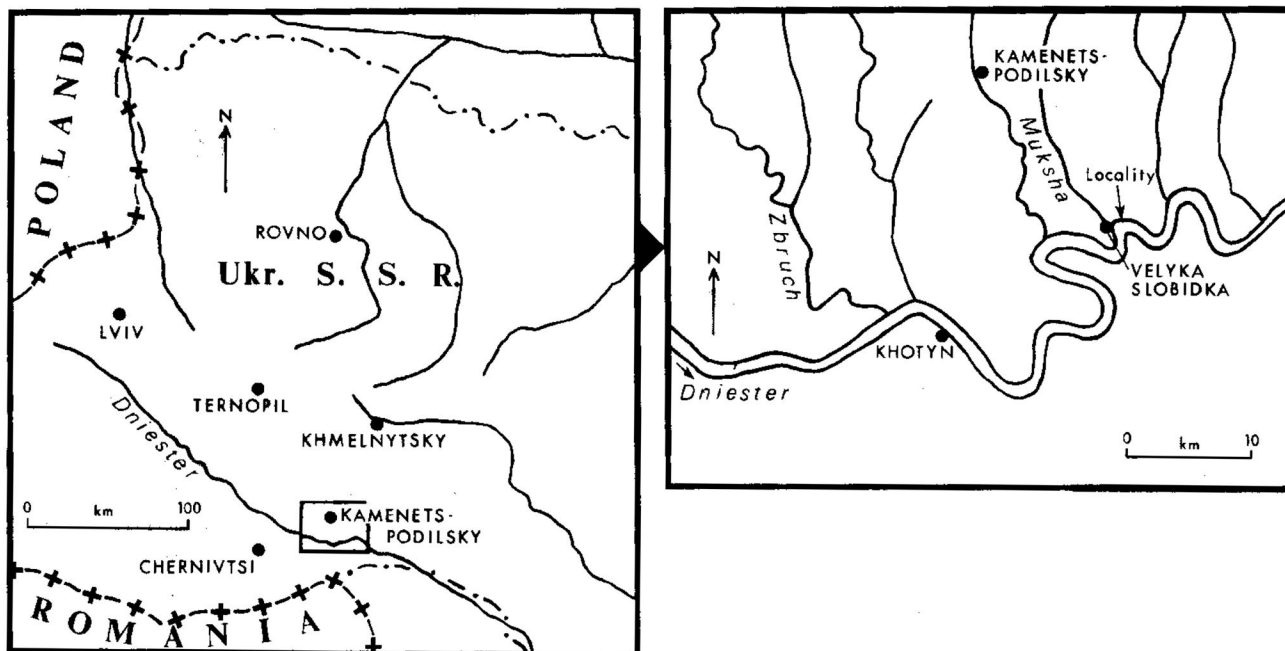 POLAND
N
ROVNO
Ukr. S. S. R.
LVIV
TERNOPIL
Dniester
KHMELNYTSKY
0 km 100
KAMENETS-
PODILSKY
CHERNIVTSI
ROMANIA
KAMENETS-
PODILSKY
Muksha
Locality
Zbruch
N
VELYKA
SLOBIDKA
KHOTYN
Dniester
0 km 10